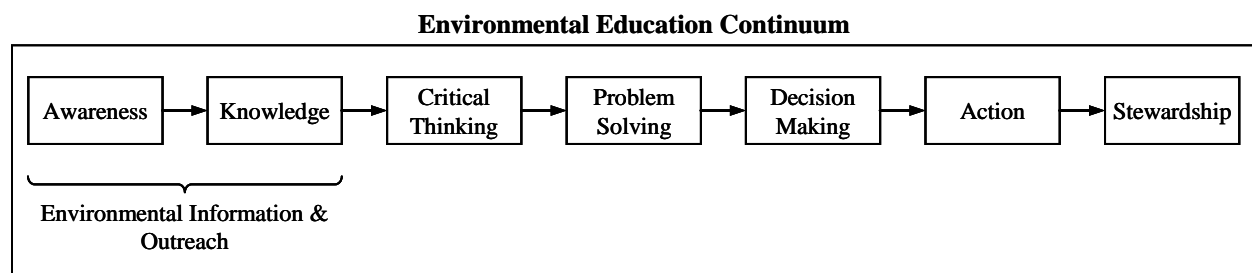 Environmental Education Continuum
Awareness
Knowledge
Critical
Thinking
Problem
Solving
Decision
Making
Action
Stewardship
Environmental Information &
Outreach